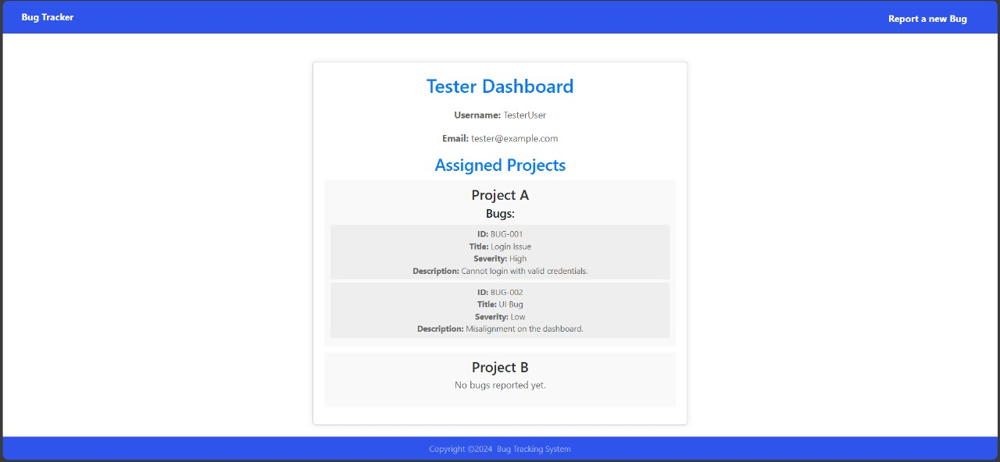 Bug Tracker
Report a new Bug
Tester Dashboard
Username: TesterUser
Email: tester@example.com
Assigned Projects
Project A
Bugs:
ID: BUG-001
Title: Login Issue
Severity: High
Description: Cannot login with valid credentials.
ID: BUG-002
Title: UI Bug
Severity: Low
Description: Misalignment on the dashboard.
Project B
No bugs reported yet.
Copyright ©2024 Bug Tracking System